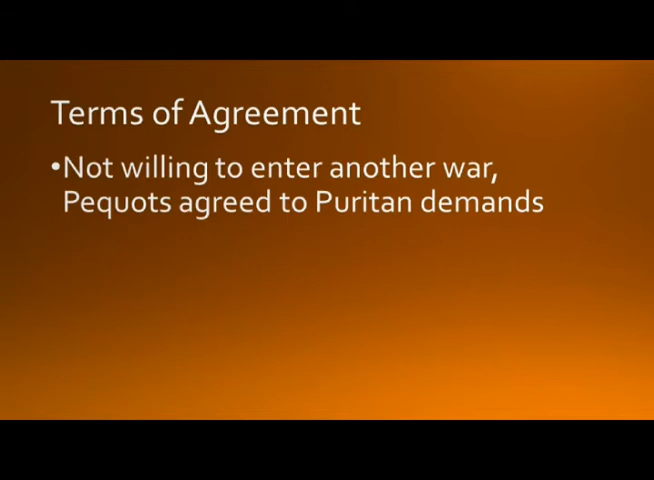 Terms of Agreement
•Not willing to enter another war,
Pequots agreed to Puritan demands